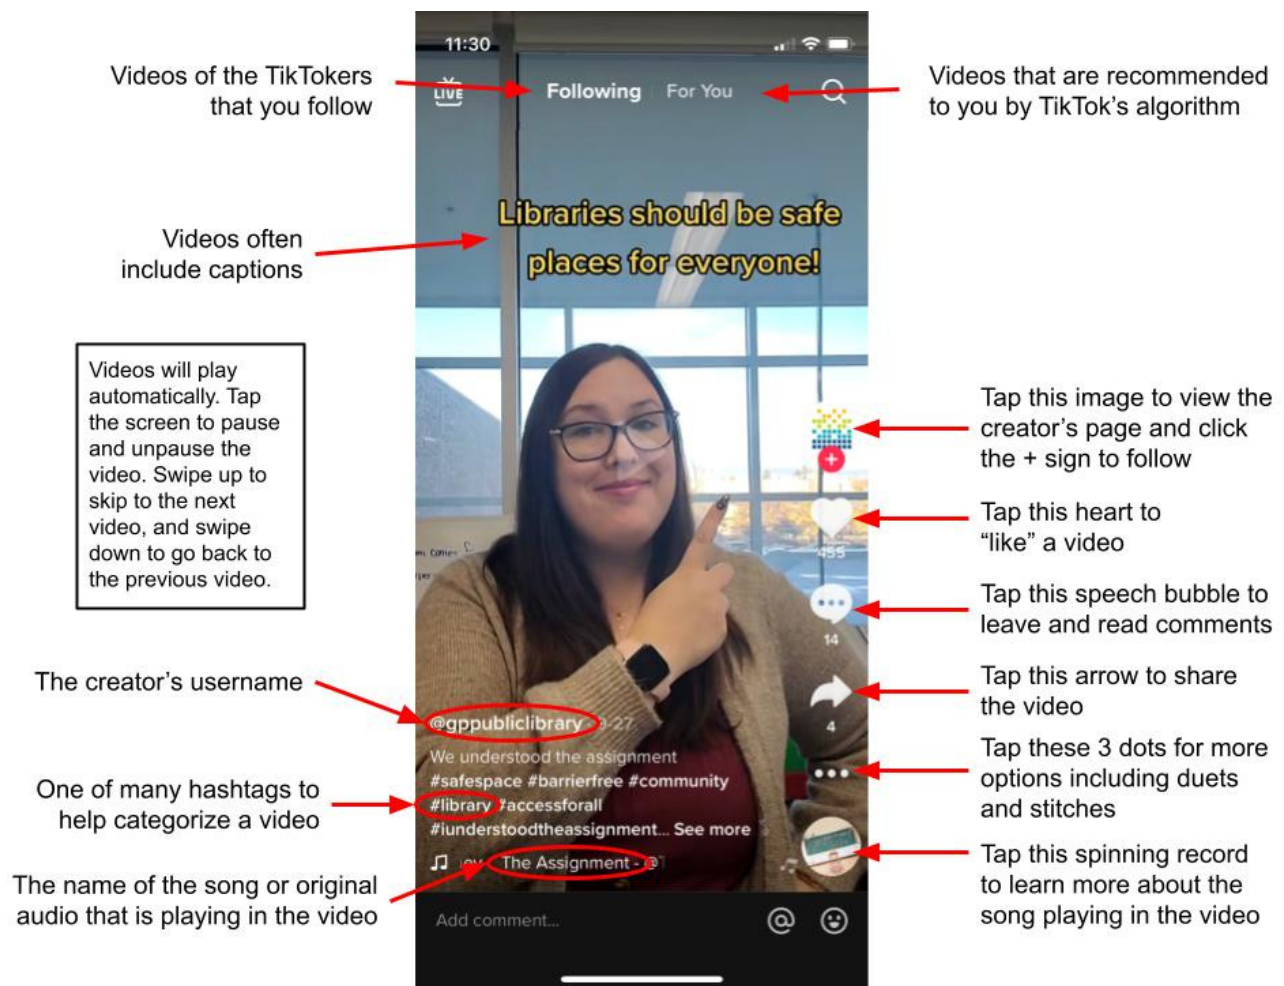 11:30
LIVE
Following
For You
Videos of the TikTokers
that you follow
Videos that are recommended
to you by TikTok's algorithm
Libraries should be safe
places for everyone!
Videos often
include captions
Videos will play
automatically. Tap
the screen to pause
and unpause the
video. Swipe up to
skip to the next
video, and swipe
down to go back to
the previous video.
Tap this image to view the
creator's page and click
the + sign to follow
Tap this heart to
“like” a video
455
Tap this speech bubble to
leave and read comments
14
Tap this arrow to share
the video
4
Tap these 3 dots for more
options including duets
and stitches
Tap this spinning record
to learn more about the
song playing in the video
The creator's username
@gppubliclibrary
We understood the assignment
#safespace #barrierfree #community
#library #accessforall
#iunderstoodtheassignment... See more
The Assignment - @
One of many hashtags to
help categorize a video
The name of the song or original
audio that is playing in the video
Add comment...
@